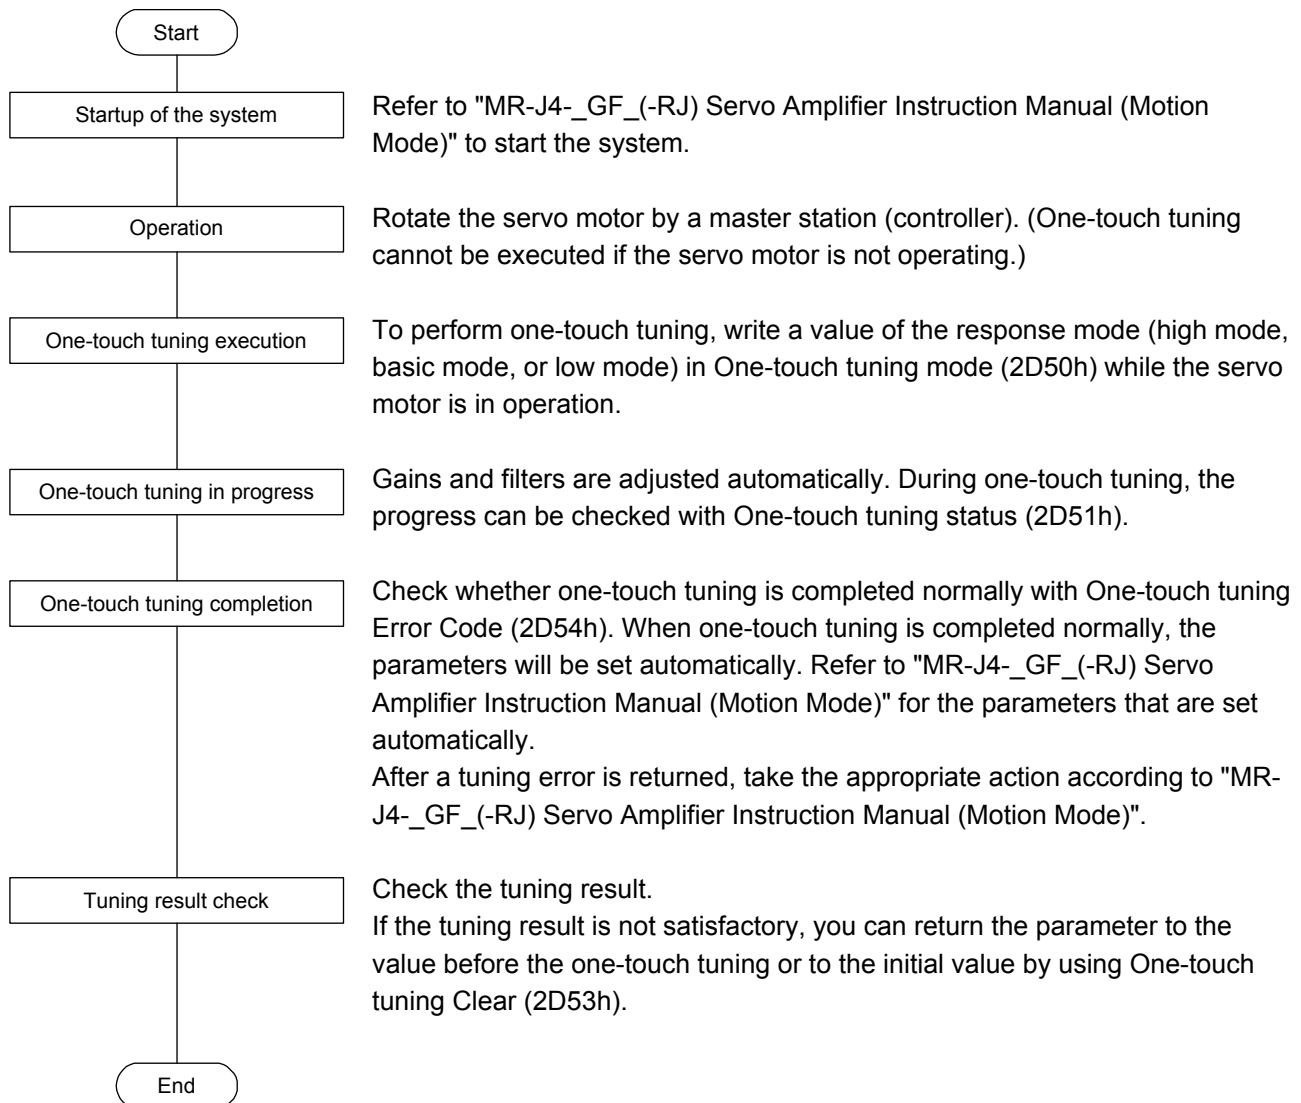 Start
Startup of the system
Refer to "MR-J4-_GF_(-RJ) Servo Amplifier Instruction Manual (Motion
Mode)" to start the system.
Operation
Rotate the servo motor by a master station (controller). (One-touch tuning
cannot be executed if the servo motor is not operating.)
One-touch tuning execution
To perform one-touch tuning, write a value of the response mode (high mode,
basic mode, or low mode) in One-touch tuning mode (2D50h) while the servo
motor is in operation.
One-touch tuning in progress
Gains and filters are adjusted automatically. During one-touch tuning, the
progress can be checked with One-touch tuning status (2D51h).
One-touch tuning completion
Check whether one-touch tuning is completed normally with One-touch tuning
Error Code (2D54h). When one-touch tuning is completed normally, the
parameters will be set automatically. Refer to "MR-J4-_GF_(-RJ) Servo
Amplifier Instruction Manual (Motion Mode)" for the parameters that are set
automatically.
After a tuning error is returned, take the appropriate action according to "MR-
J4-_GF_(-RJ) Servo Amplifier Instruction Manual (Motion Mode)".
Tuning result check
Check the tuning result.
If the tuning result is not satisfactory, you can return the parameter to the
value before the one-touch tuning or to the initial value by using One-touch
tuning Clear (2D53h).
End